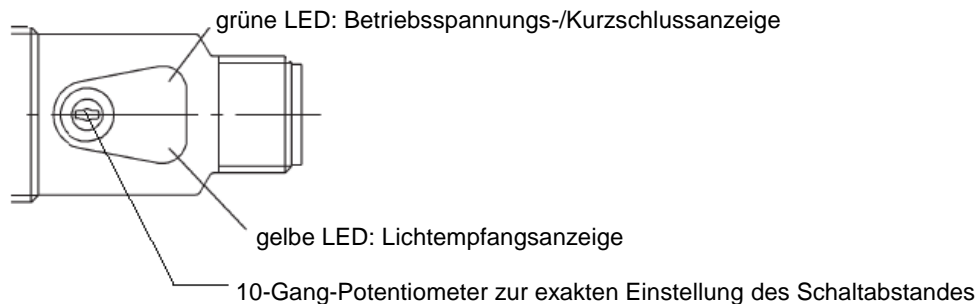 grüne LED: Betriebsspannungs-/Kurzschlussanzeige
gelbe LED: Lichtempfangsanzeige
10-Gang-Potentiometer zur exakten Einstellung des Schaltabstandes